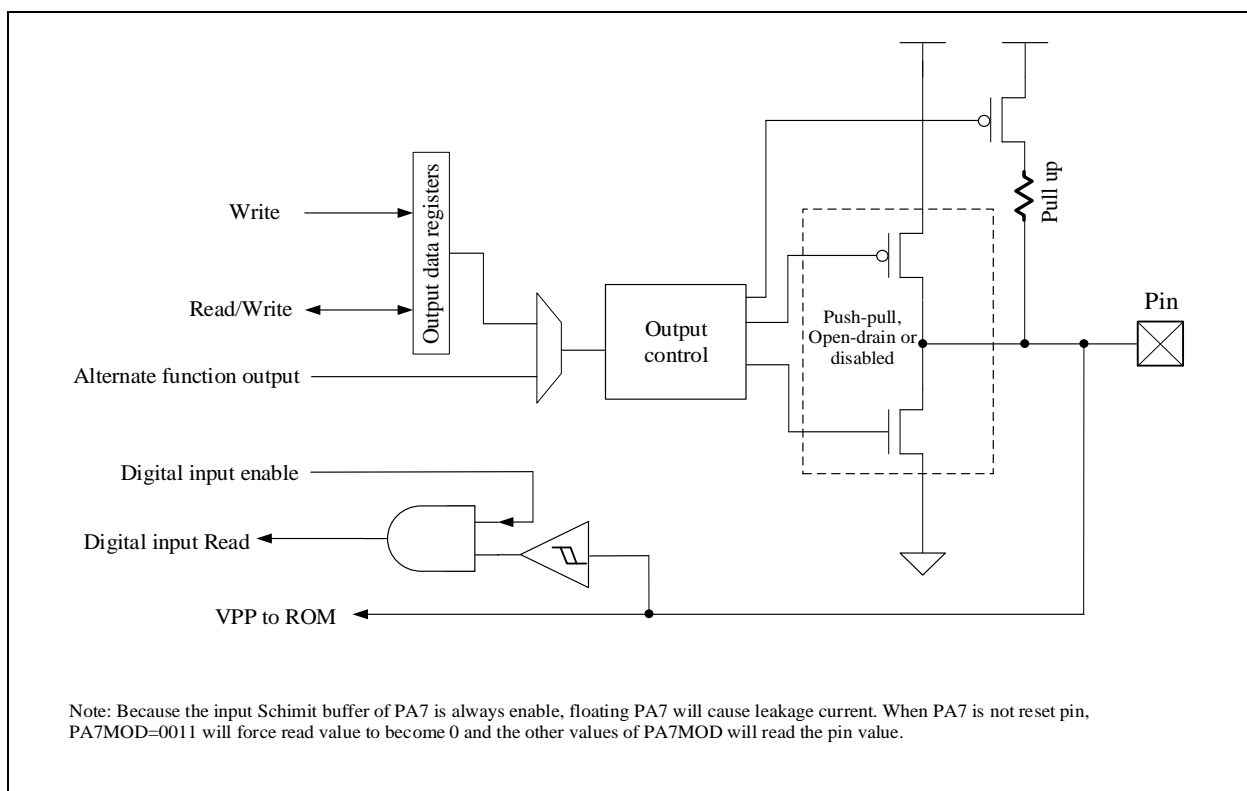 Write
Output data registers
Read/Write
Alternate function output
Output
control
Push-pull,
Open-drain or
disabled
Pull up
Pin
Digital input enable
Digital input Read
VPP to ROM
Note: Because the input Schimit buffer of PA7 is always enable, floating PA7 will cause leakage current. When PA7 is not reset pin,
PA7MOD=0011 will force read value to become 0 and the other values of PA7MOD will read the pin value.